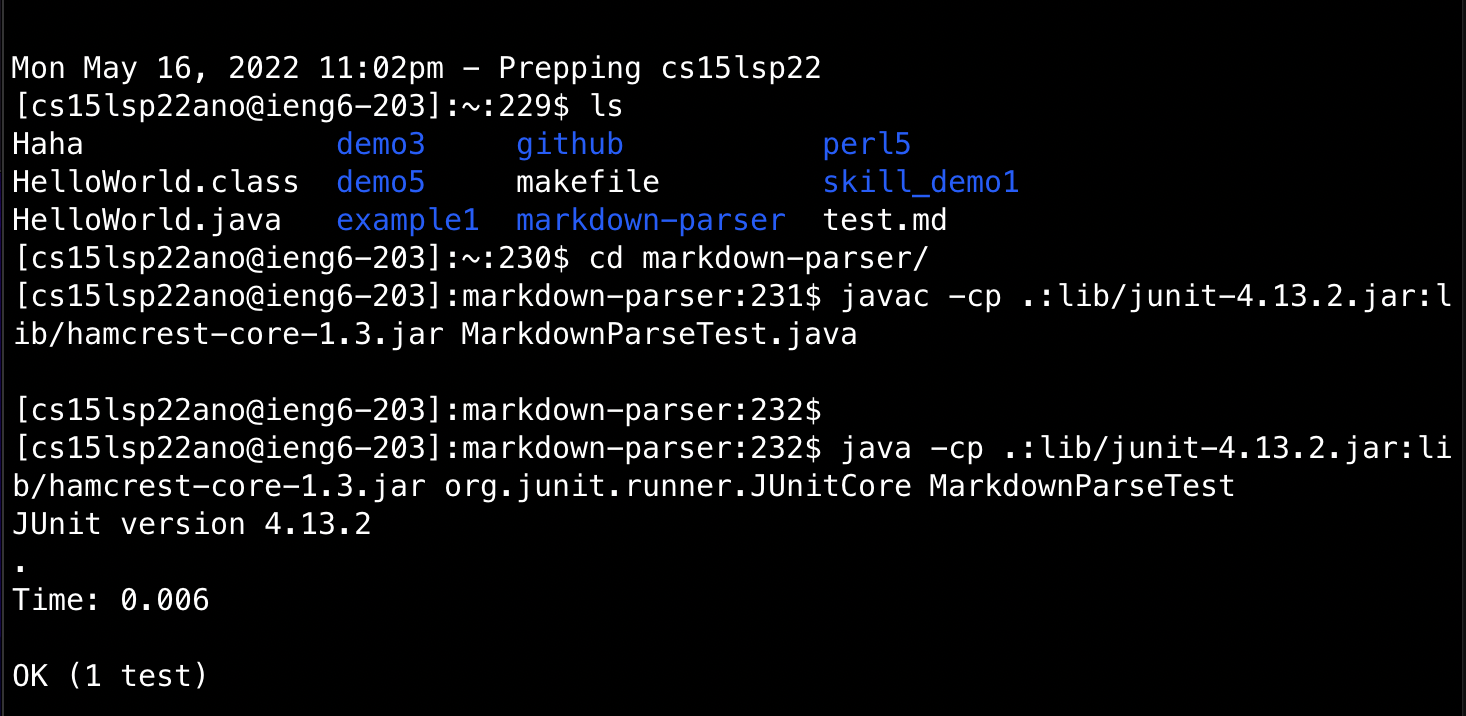 Mon May 16, 2022 11:02pm - Prepping cs15lsp22
[cs15lsp22ano@ieng6-203]:~:229$ ls
Haha              demo3     github           perl5
HelloWorld.class  demo5     makefile         skill_demo1
HelloWorld.java   example1  markdown-parser  test.md
[cs15lsp22ano@ieng6-203]:~:230$ cd markdown-parser/
[cs15lsp22ano@ieng6-203]:markdown-parser:231$ javac -cp .:lib/junit-4.13.2.jar:l
ib/hamcrest-core-1.3.jar MarkdownParseTest.java
[cs15lsp22ano@ieng6-203]:markdown-parser:232$
[cs15lsp22ano@ieng6-203]:markdown-parser:232$ java -cp .:lib/junit-4.13.2.jar:li
b/hamcrest-core-1.3.jar org.junit.runner.JUnitCore MarkdownParseTest
JUnit version 4.13.2
.
Time: 0.006
OK (1 test)